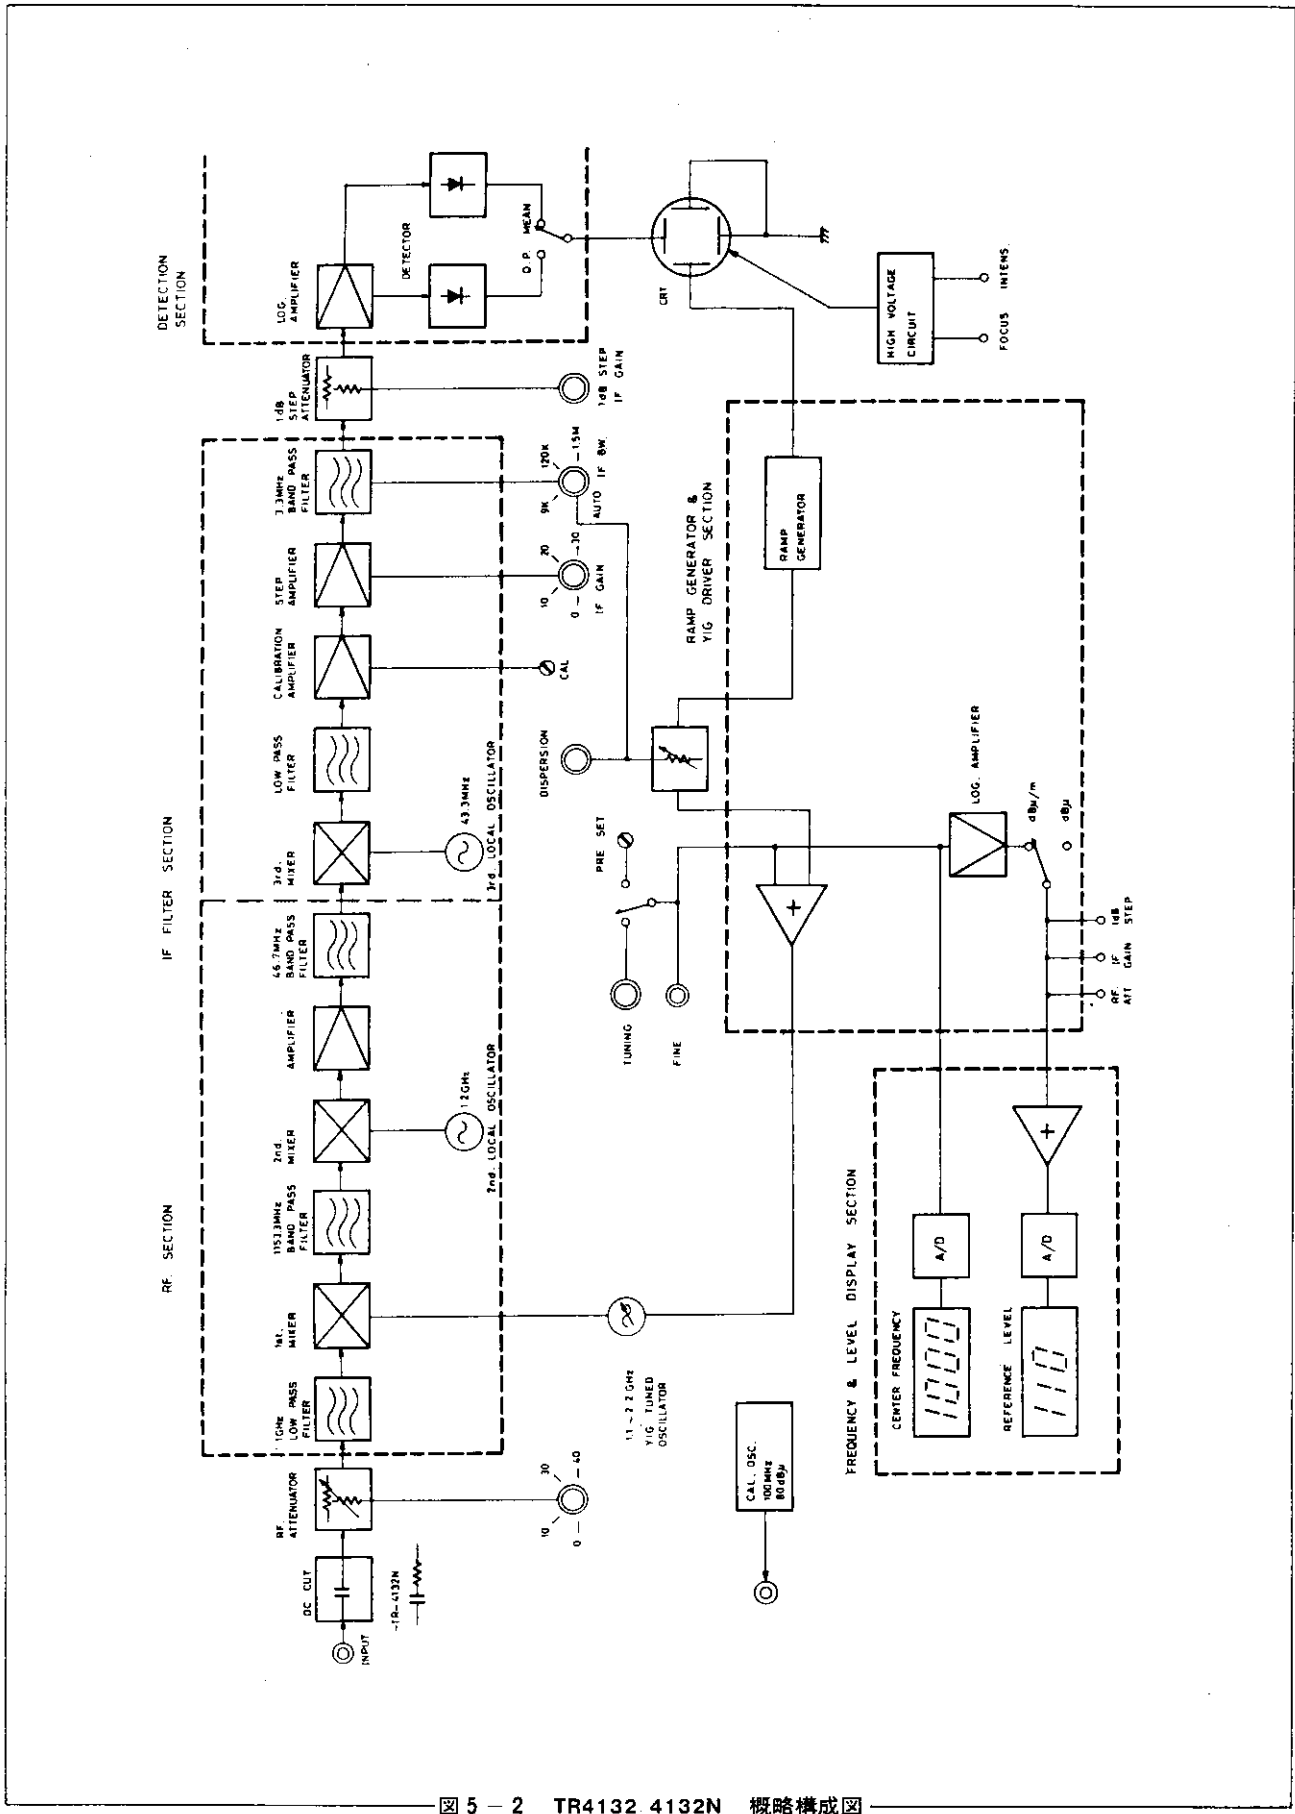 RF. SECTION
IF FILTER SECTION
DETECTION
SECTION
INPUT
DC CUT
TR-4132N
RF.
ATTENUATOR
0
10
30
40
1GHz
LOW PASS
FILTER
1st.
MIXER
1153.3MHz
BAND PASS
FILTER
2nd.
MIXER
1.2GHz
2nd. LOCAL OSCILLATOR
AMPLIFIER
46.7MHz
BAND PASS
FILTER
3rd.
MIXER
43.3MHz
3rd. LOCAL OSCILLATOR
LOW PASS
FILTER
CALIBRATION
AMPLIFIER
CAL
STEP
AMPLIFIER
0
10
20
30
IF GAIN
3.3MHz
BAND PASS
FILTER
9K
120K
1.5M
AUTO IF BW.
1dB
STEP
ATTENUATOR
1dB STEP
IF GAIN
LOG.
AMPLIFIER
DETECTOR
Q.P.
MEAN
CRT
HIGH VOLTAGE
CIRCUIT
FOCUS
INTENS.
1.1 ~ 2.2GHz
YIG TUNED
OSCILLATOR
TUNING
FINE
PRE SET
DISPERSION
RAMP GENERATOR &
YIG DRIVER SECTION
RAMP
GENERATOR
+
LOG. AMPLIFIER
dBμ/m
dBμ
RF.
ATT
IF
GAIN
1dB
STEP
CAL. OSC.
100MHz
80dBμ
FREQUENCY & LEVEL DISPLAY SECTION
CENTER FREQUENCY
1000
A/D
REFERENCE LEVEL
110
A/D
+
図 5 － 2 TR4132 4132N 概略構成図